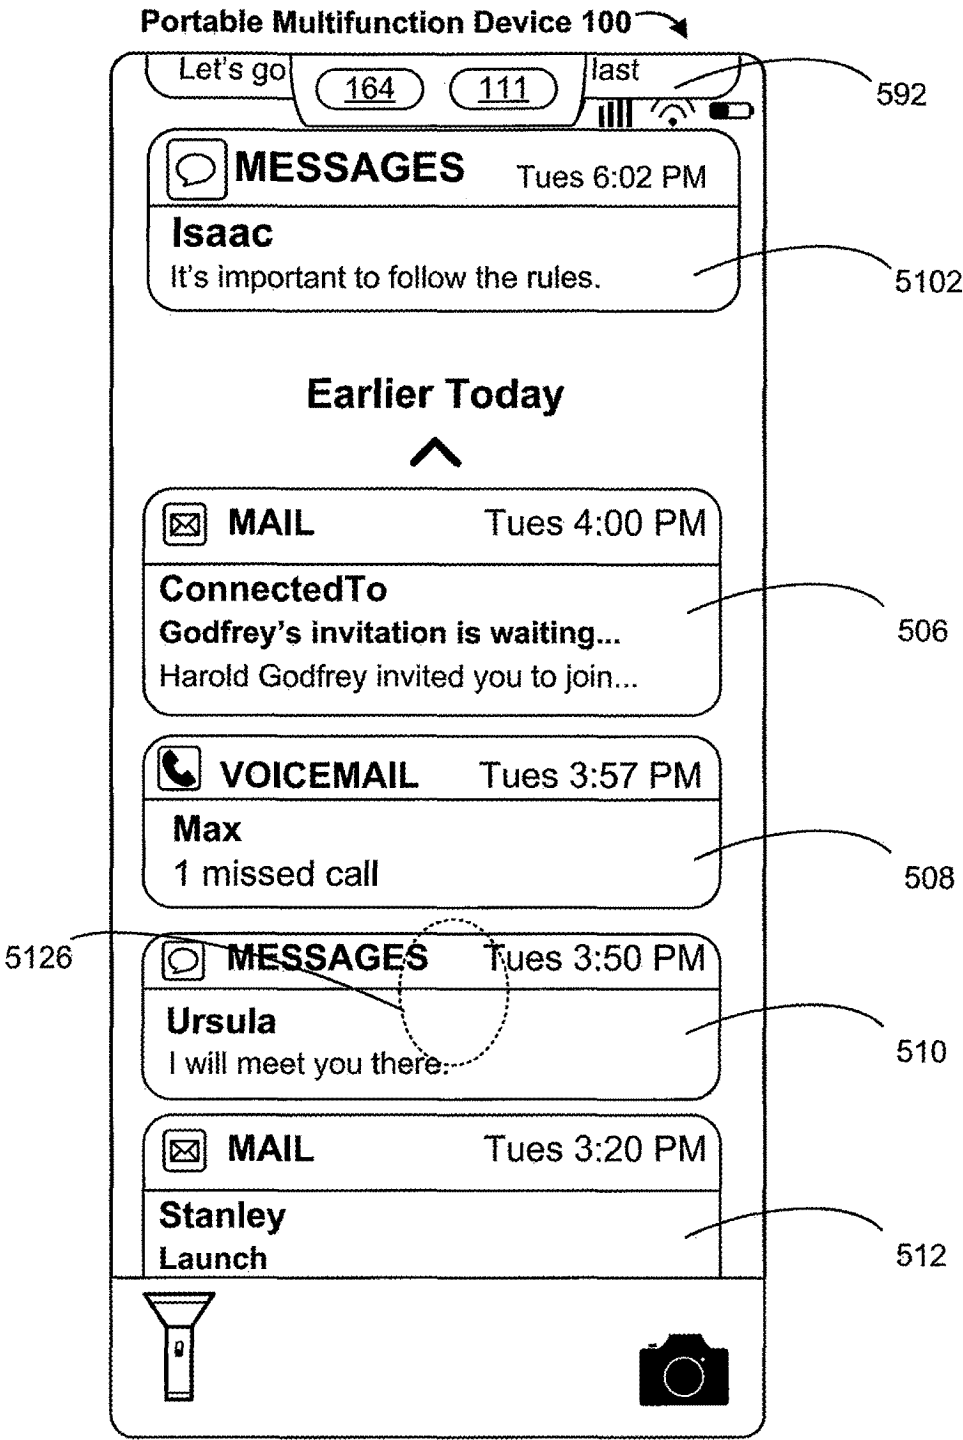 Portable Multifunction Device 100
Let's go last
164 111
592
MESSAGES Tues 6:02 PM
Isaac
It's important to follow the rules.
5102
Earlier Today
MAIL Tues 4:00 PM
ConnectedTo
Godfrey's invitation is waiting...
506
Harold Godfrey invited you to join...
VOICEMAIL Tues 3:57 PM
Max
1 missed call
508
5126
MESSAGES Tues 3:50 PM
Ursula
510
I will meet you there.
MAIL Tues 3:20 PM
Stanley
Launch
512